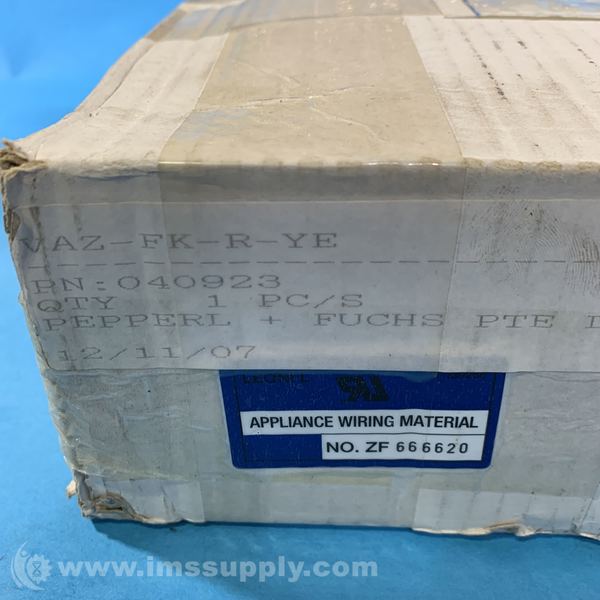 VAZ-FK-R-YE
PN:040923
QTY 1 PC/S
PEPPERL + FUCHS PTE
12/11/07
APPLIANCE WIRING MATERIAL
NO. ZF 666620
www.imssupply.com